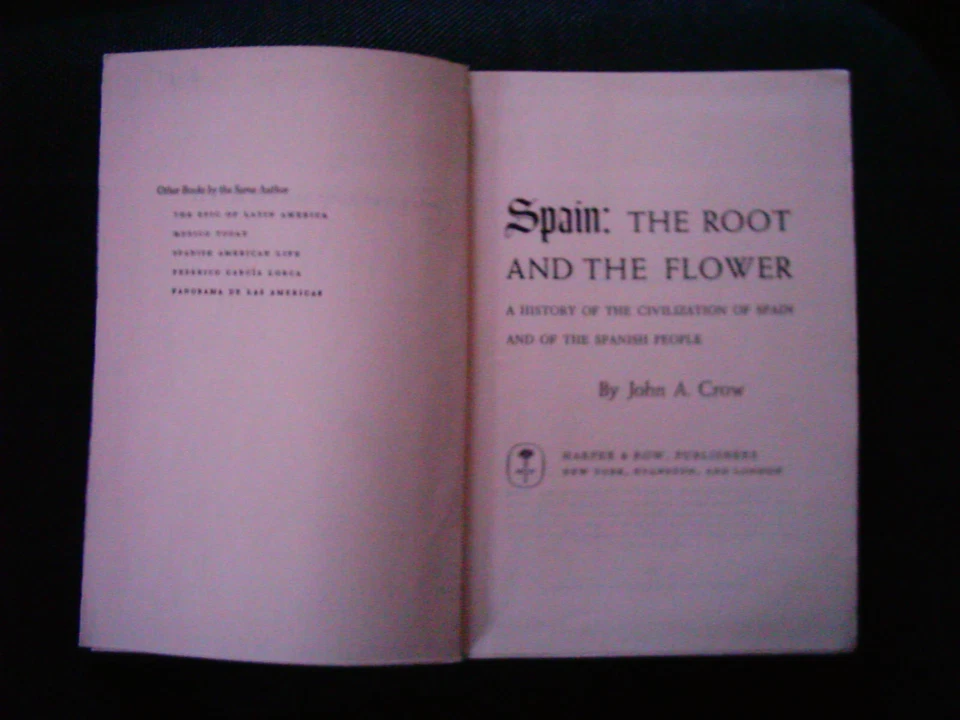 Other Books by the Same Author
THE EPIC OF LATIN AMERICA
MEXICO TODAY
SPANISH AMERICAN LIFE
FEDERICO GARCÍA LORCA
PANORAMA DE LAS AMERICAS
Spain: THE ROOT
AND THE FLOWER
A HISTORY OF THE CIVILIZATION OF SPAIN
AND OF THE SPANISH PEOPLE
By John A. Crow
HARPER & ROW, PUBLISHERS
NEW YORK, EVANSTON, AND LONDON